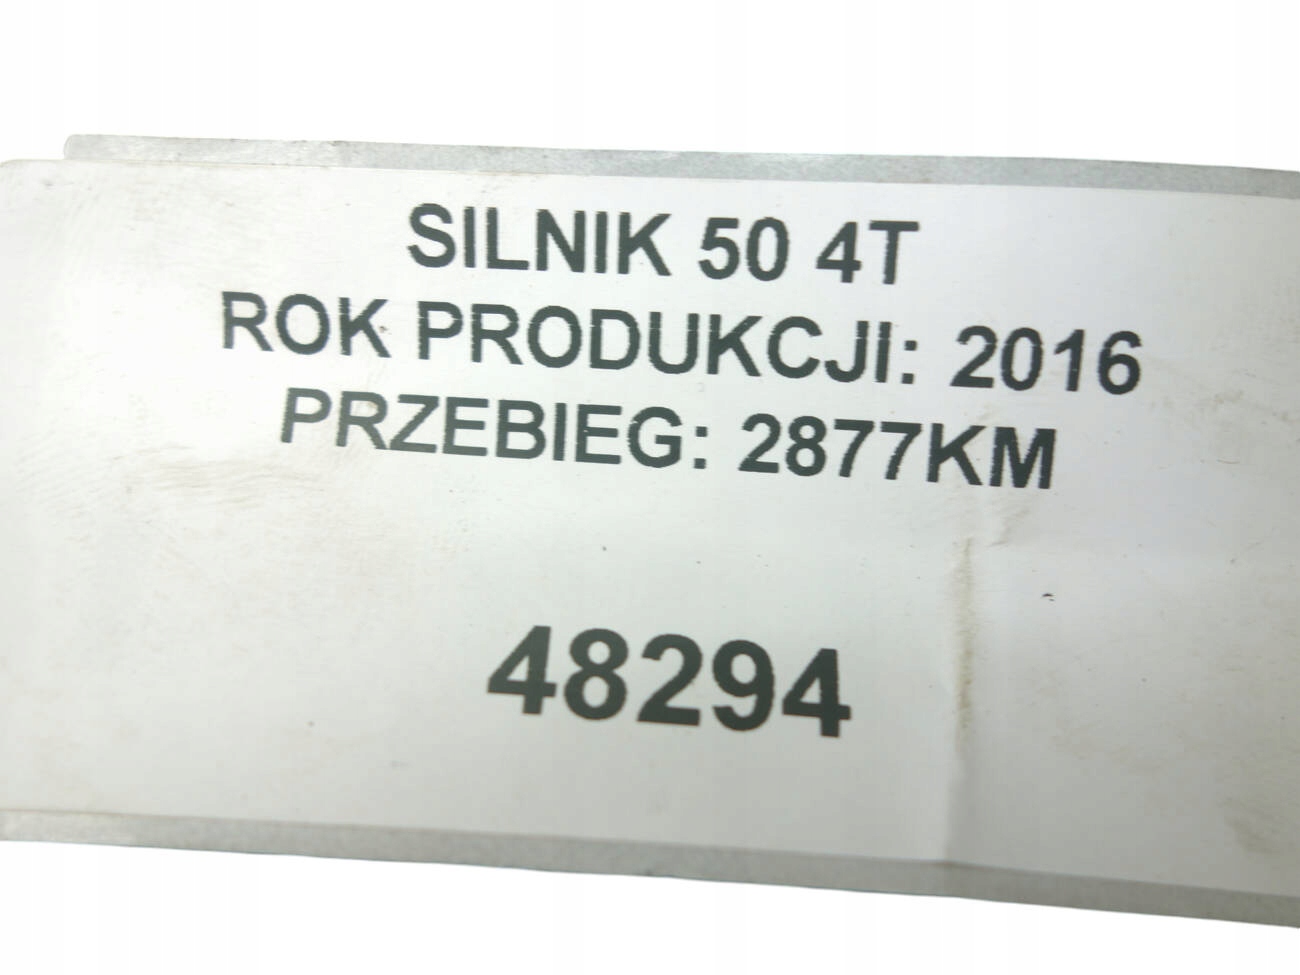 SILNIK 50 4T
ROK PRODUKCJI: 2016
PRZEBIEG: 2877KM
48294